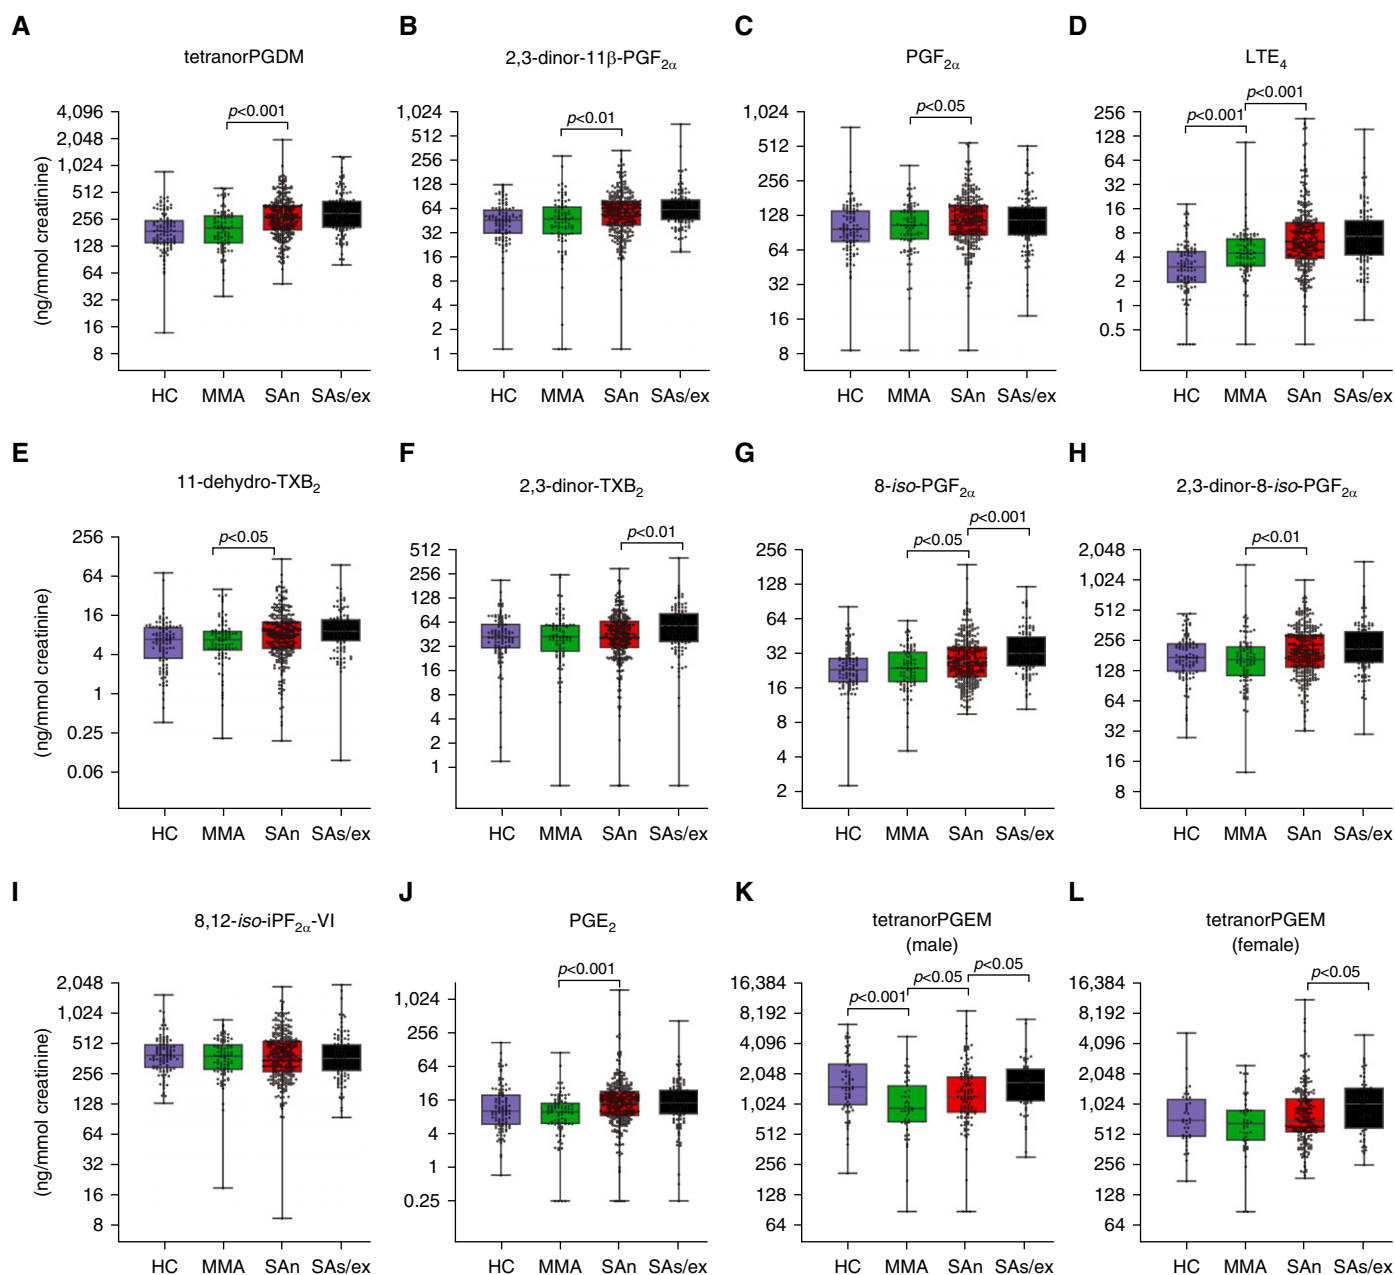 A
tetranorPGDM
(ng/mmol creatinine)
4,096
2,048
1,024
512
256
128
64
32
16
8
p<0.001
HC MMA SAn SAs/ex
B
2,3-dinor-11β-PGF2α
1,024
512
256
128
64
32
16
8
4
2
1
p<0.01
HC MMA SAn SAs/ex
C
PGF2α
1,024
512
256
128
64
32
16
8
p<0.05
HC MMA SAn SAs/ex
D
LTE4
256
128
64
32
16
8
4
2
1
0.5
p<0.001
p<0.001
HC MMA SAn SAs/ex
E
11-dehydro-TXB2
(ng/mmol creatinine)
256
64
16
4
1
0.25
0.06
p<0.05
HC MMA SAn SAs/ex
F
2,3-dinor-TXB2
512
256
128
64
32
16
8
4
2
1
p<0.01
HC MMA SAn SAs/ex
G
8-iso-PGF2α
256
128
64
32
16
8
4
2
p<0.05
p<0.001
HC MMA SAn SAs/ex
H
2,3-dinor-8-iso-PGF2α
2,048
1,024
512
256
128
64
32
16
8
p<0.01
HC MMA SAn SAs/ex
I
8,12-iso-iPF2α-VI
(ng/mmol creatinine)
2,048
1,024
512
256
128
64
32
16
8
HC MMA SAn SAs/ex
J
PGE2
1,024
256
64
16
4
1
0.25
p<0.001
HC MMA SAn SAs/ex
K
tetranorPGEM
(male)
16,384
8,192
4,096
2,048
1,024
512
256
128
64
p<0.001
p<0.05
p<0.05
HC MMA SAn SAs/ex
L
tetranorPGEM
(female)
16,384
8,192
4,096
2,048
1,024
512
256
128
64
p<0.05
HC MMA SAn SAs/ex